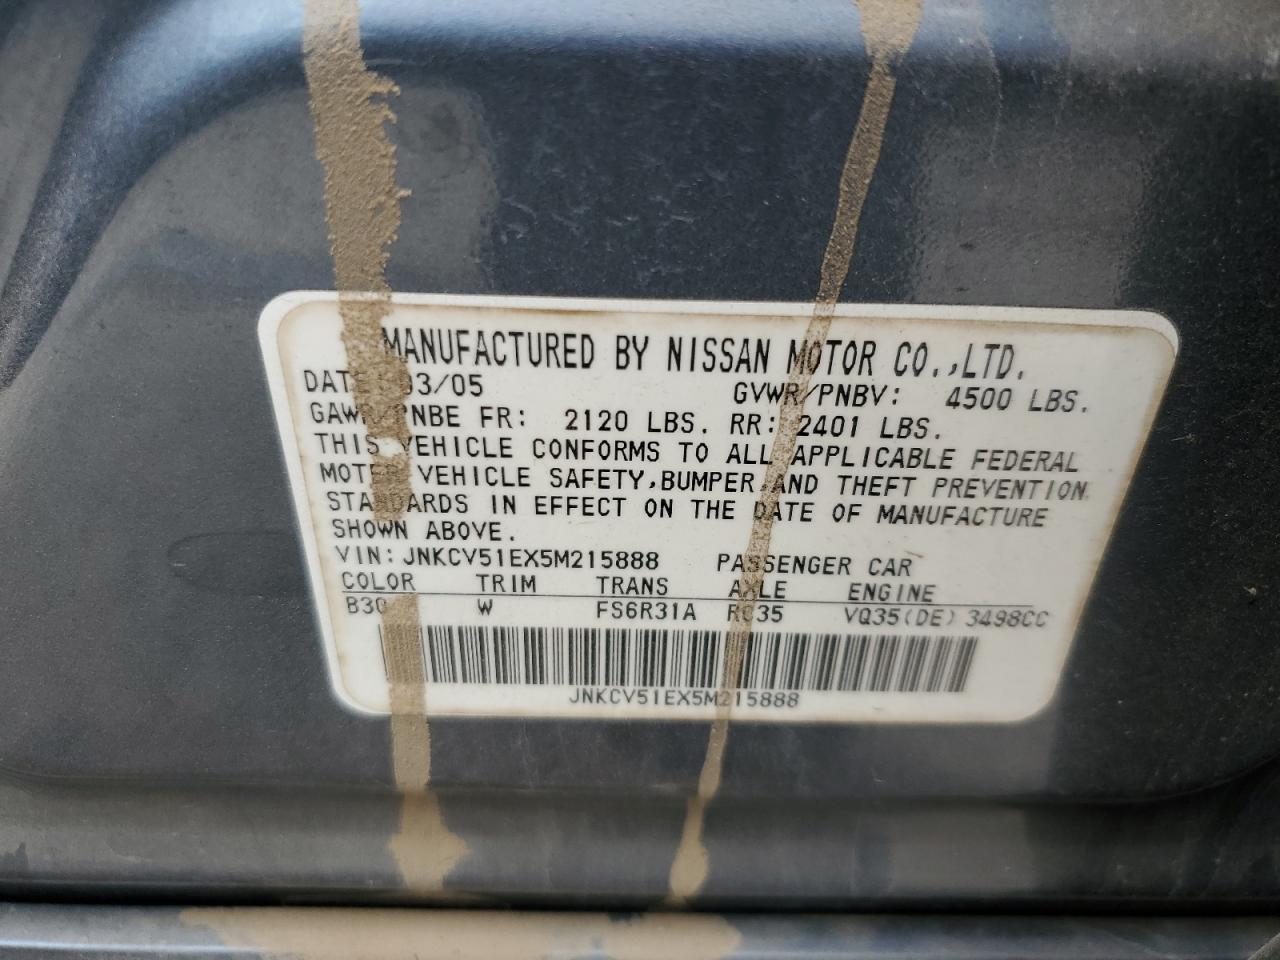 MANUFACTURED BY NISSAN MOTOR CO.,LTD.
DATE 03/05 GVWR/PNBV: 4500 LBS.
GAWR/PNBE FR: 2120 LBS. RR: 2401 LBS.
THIS VEHICLE CONFORMS TO ALL APPLICABLE FEDERAL
MOTER VEHICLE SAFETY,BUMPER,AND THEFT PREVENTION
STANDARDS IN EFFECT ON THE DATE OF MANUFACTURE
SHOWN ABOVE.
VIN:JNKCV51EX5M215888 PASSENGER CAR
COLOR TRIM TRANS AXLE ENGINE
B30 W FS6R31A RC35 VQ35(DE) 3498CC
JNKCV51EX5M215888